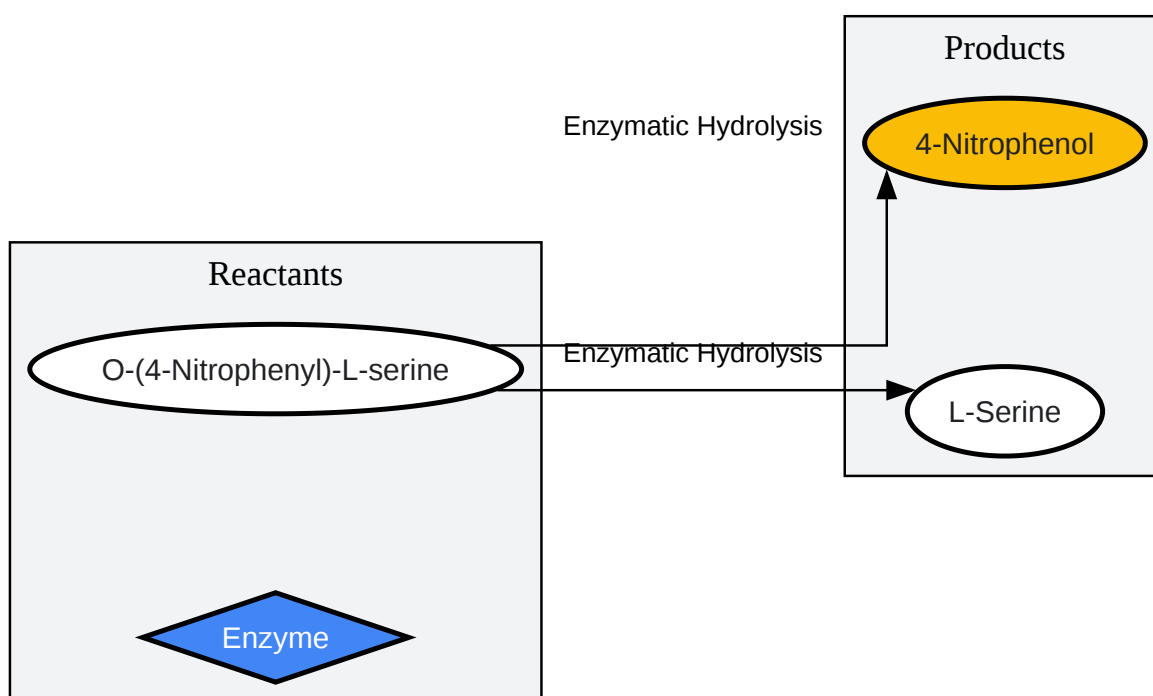 Products
Enzymatic Hydrolysis
4-Nitrophenol
Reactants
O-(4-Nitrophenyl)-L-serine
Enzymatic Hydrolysis
L-Serine
Enzyme